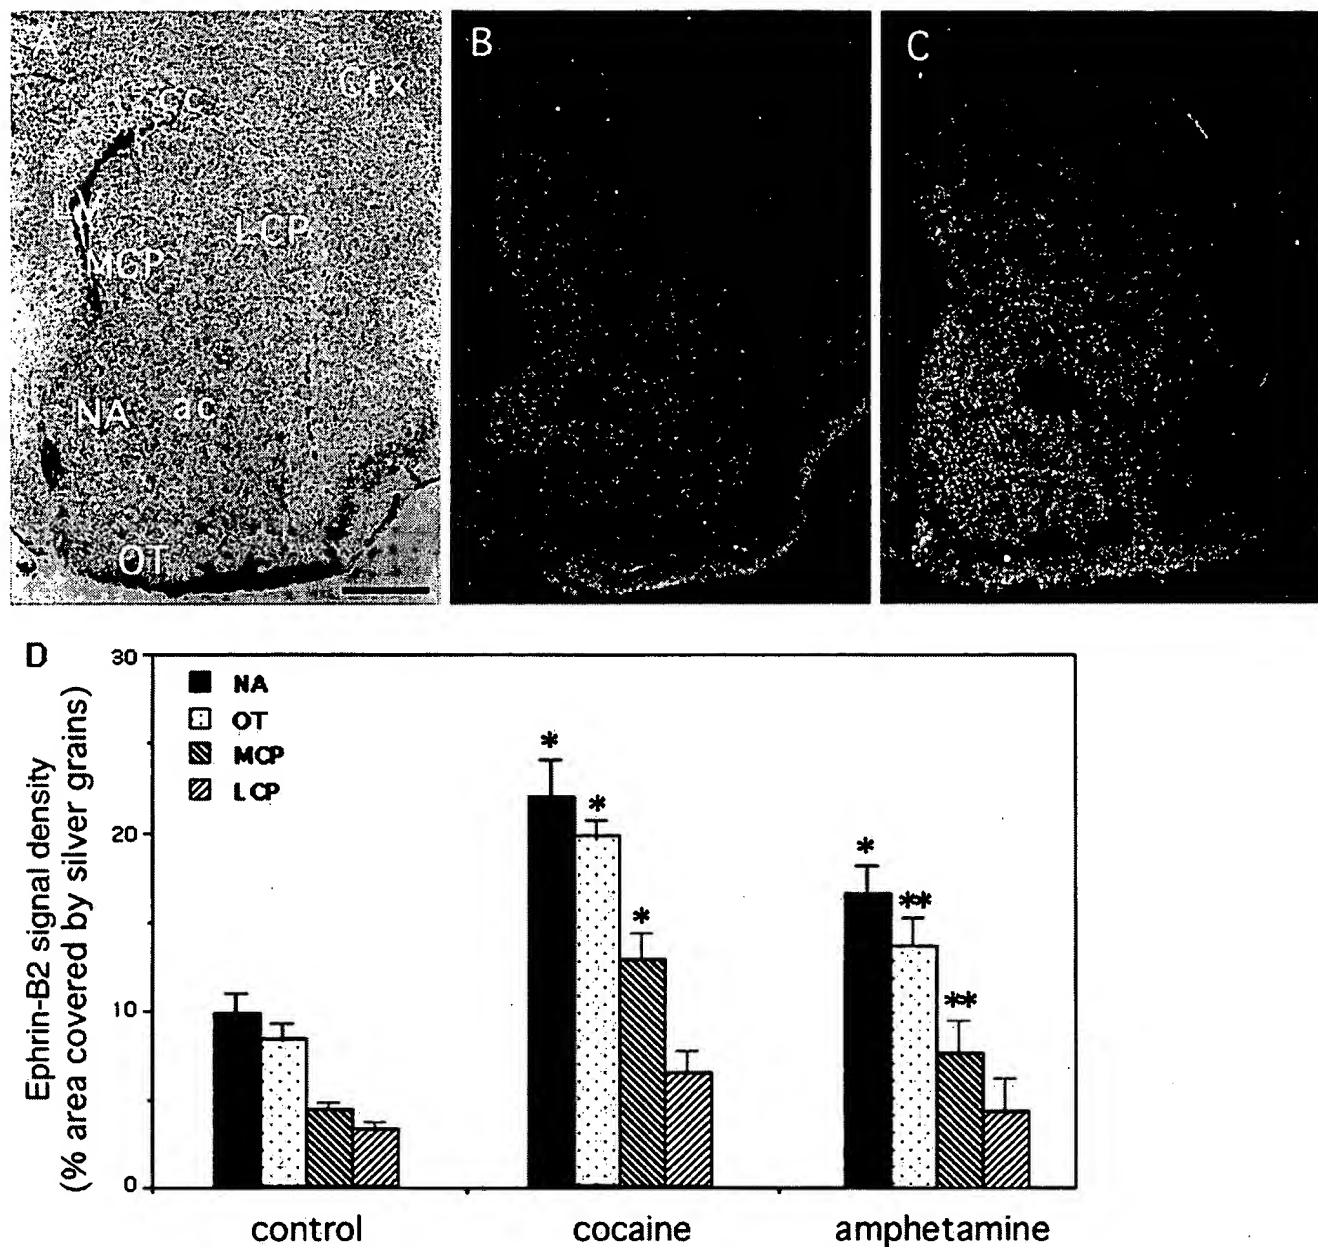 A
B
C
CC
Ctx
LV
LCP
MCP
NA
ac
OT
D
Ephrin-B2 signal density
(% area covered by silver grains)
30
20
10
0
NA
OT
MCP
LCP
*
*
*
*
**
**
control
cocaine
amphetamine